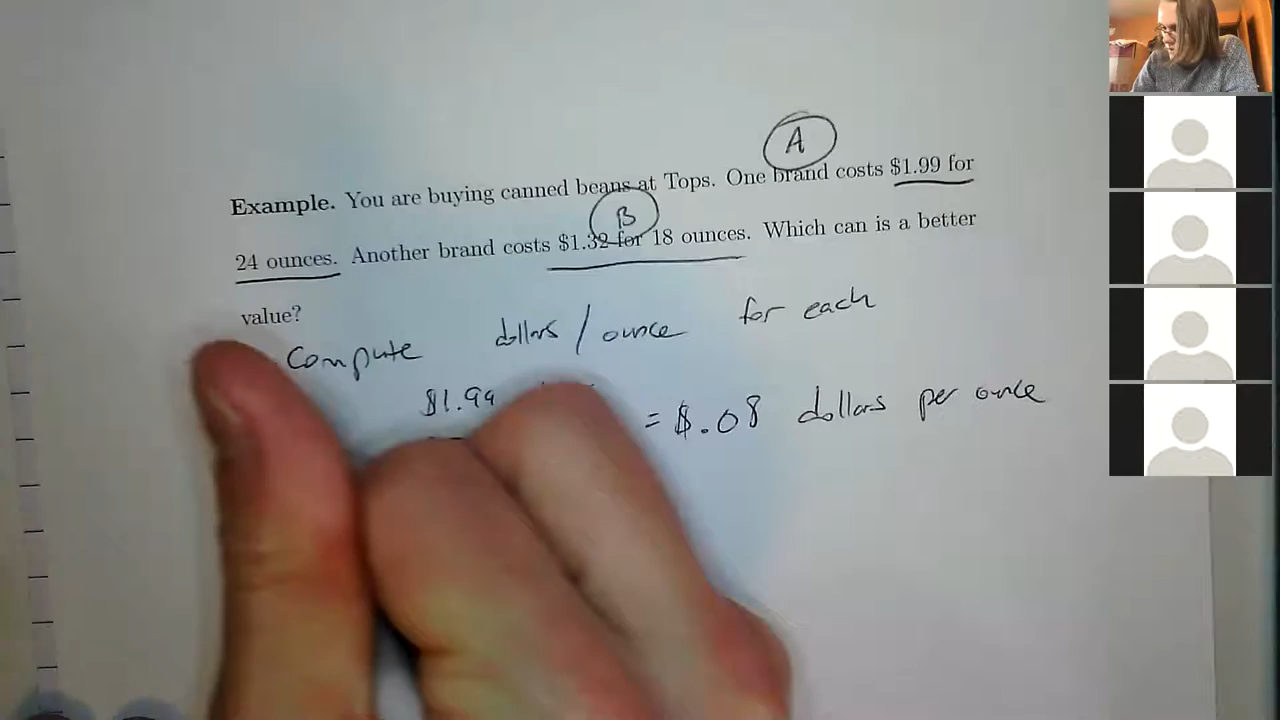 A
Example. You are buying canned beans at Tops. One brand costs $1.99 for
B
24 ounces. Another brand costs $1.32 for 18 ounces. Which can is a better
value?
Compute dollars / ounce for each
$1.99 = $.08 dollars per ounce